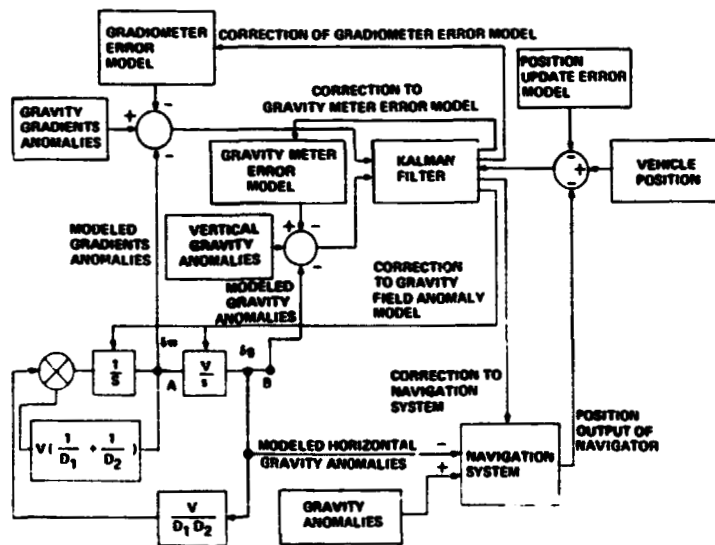 GRADIOMETER
ERROR
MODEL
CORRECTION OF GRADIOMETER ERROR MODEL
POSITION
UPDATE ERROR
MODEL
CORRECTION TO
GRAVITY METER ERROR MODEL
GRAVITY
GRADIENTS
ANOMALIES
+
-
-
GRAVITY METER
ERROR
MODEL
KALMAN
FILTER
-
+
-
VEHICLE
POSITION
MODELED
GRADIENTS
ANOMALIES
VERTICAL
GRAVITY
ANOMALIES
+
-
-
MODELED
GRAVITY
ANOMALIES
CORRECTION
TO GRAVITY
FIELD ANOMALY
MODEL
1
S
A
V
s
δg
B
V( 1 + 1 )
D1 D2
CORRECTION TO
NAVIGATION
SYSTEM
POSITION
OUTPUT OF
NAVIGATOR
MODELED HORIZONTAL
GRAVITY ANOMALIES
-
+
NAVIGATION
SYSTEM
V
D1 D2
GRAVITY
ANOMALIES